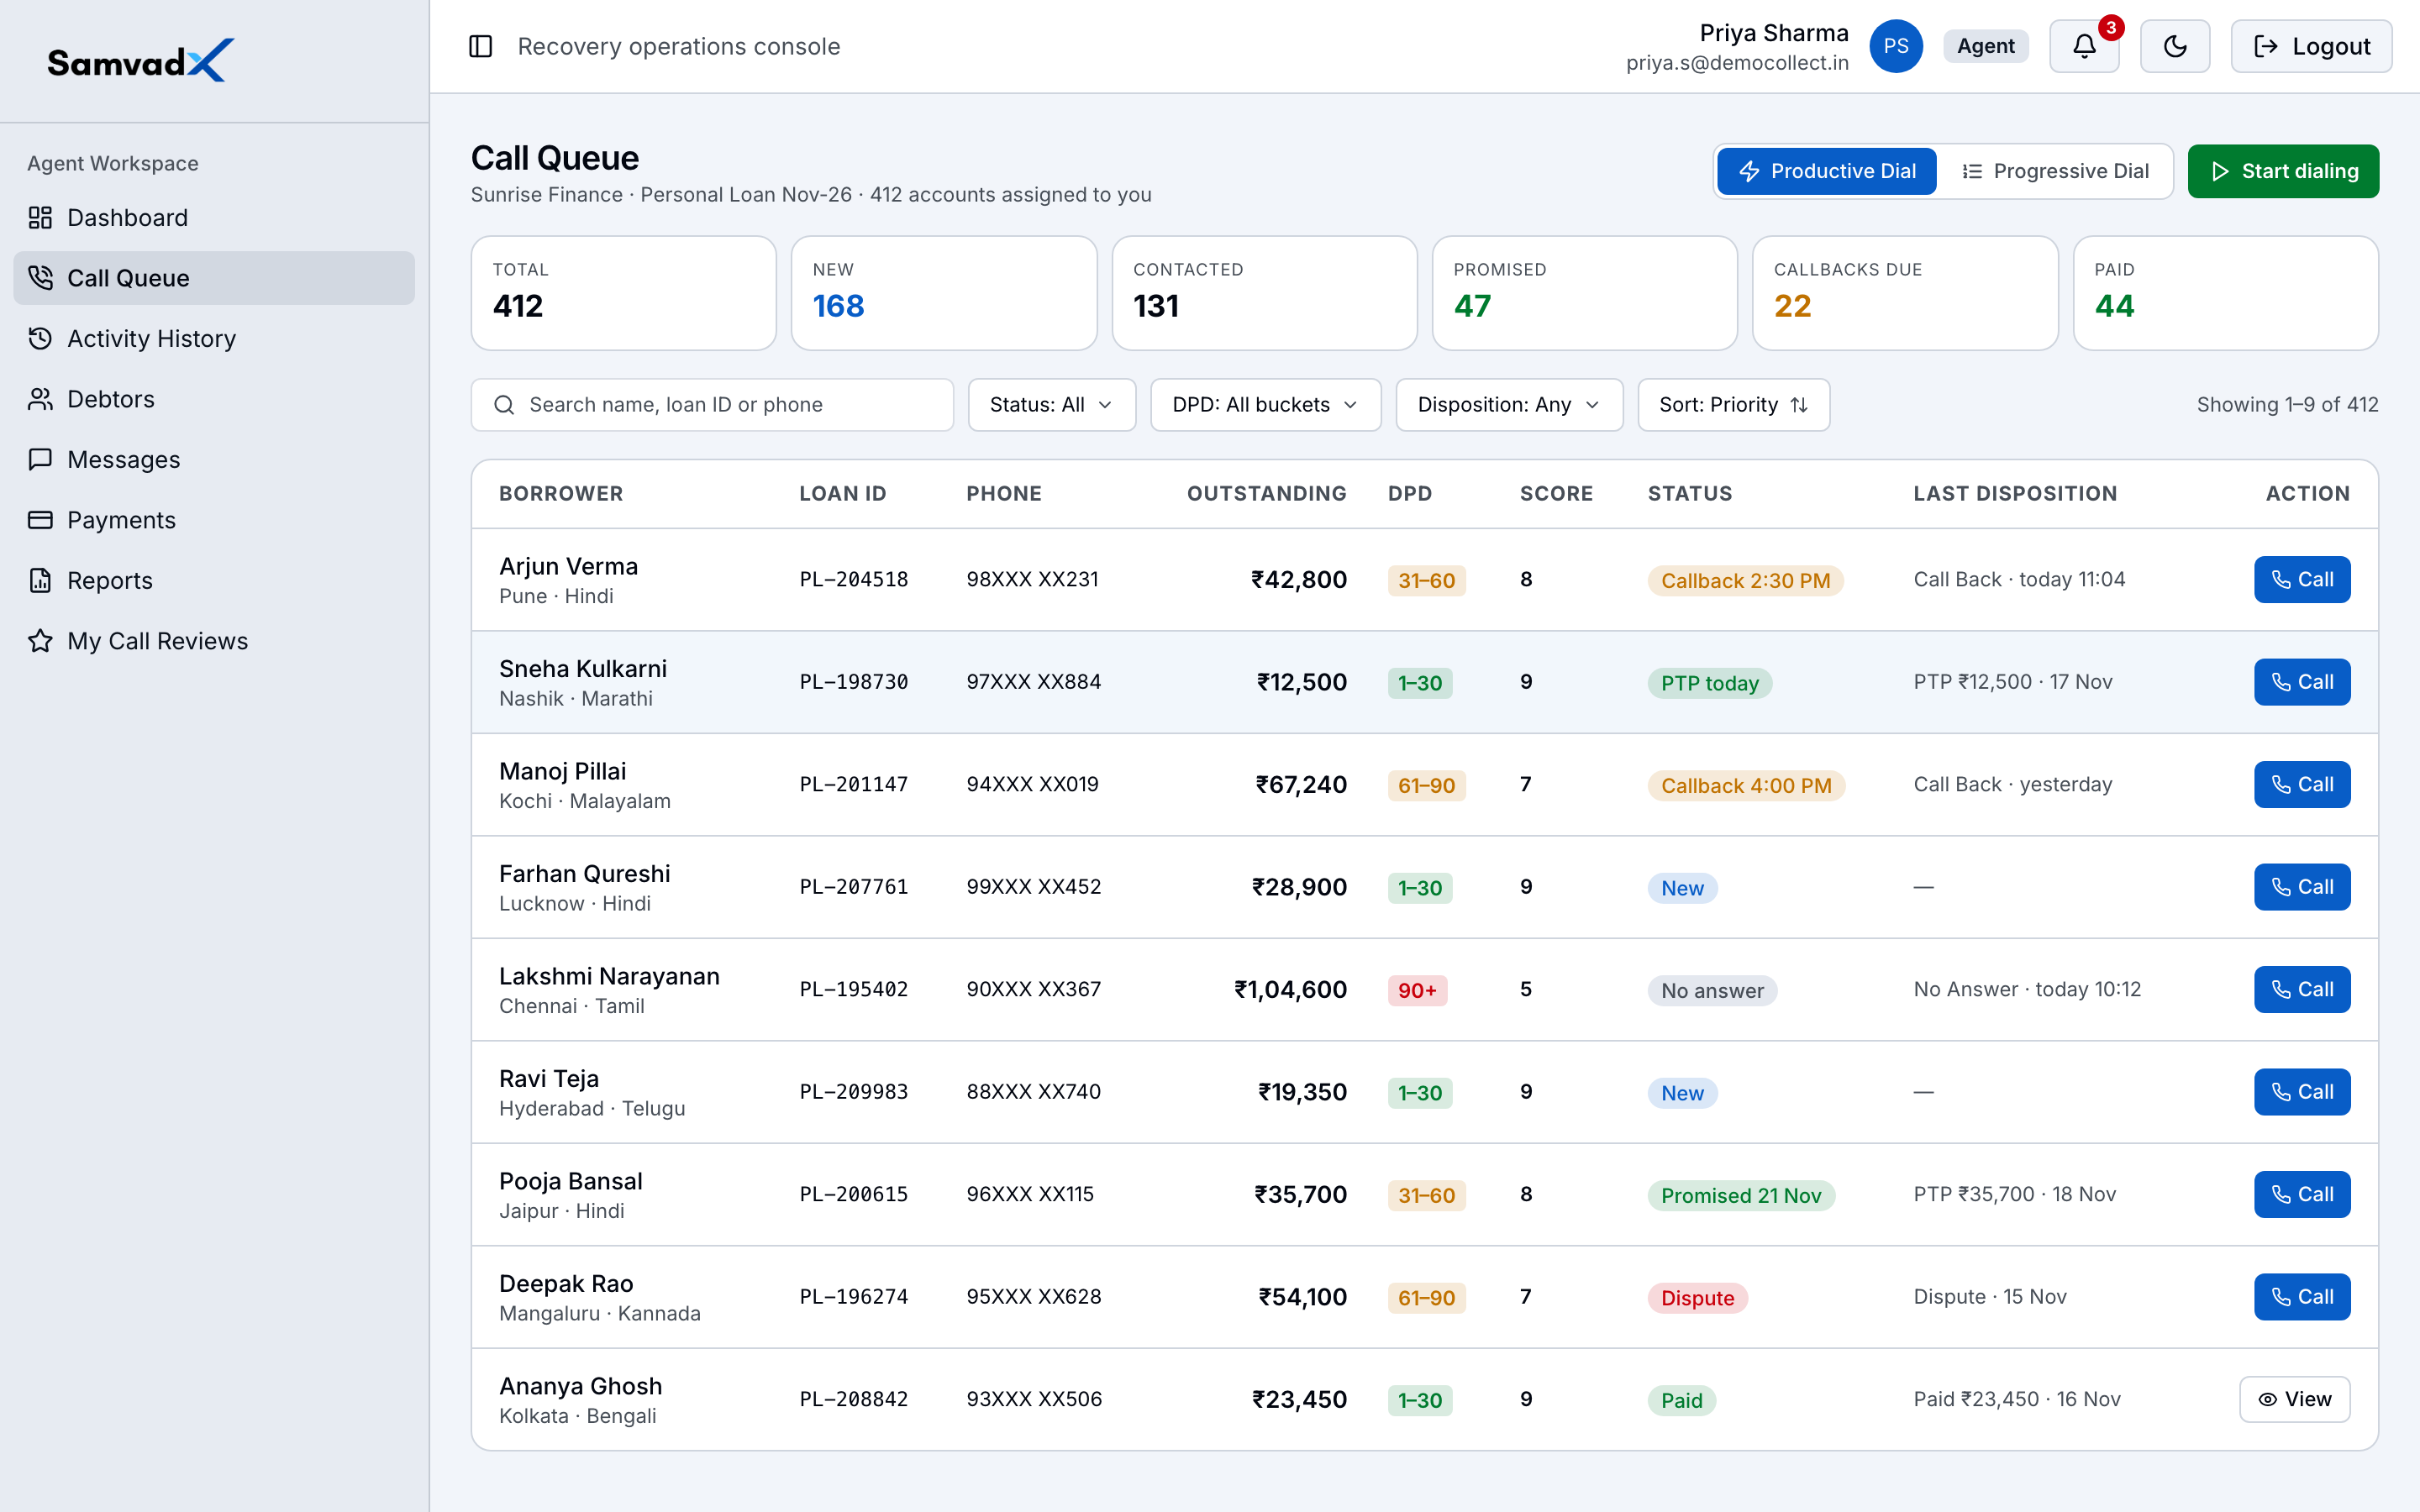 SamvadX
Recovery operations console
Priya Sharma
priya.s@democollect.in
PS
Agent
3
Logout
Agent Workspace
Dashboard
Call Queue
Activity History
Debtors
Messages
Payments
Reports
My Call Reviews
Call Queue
Sunrise Finance · Personal Loan Nov-26 · 412 accounts assigned to you
Productive Dial
Progressive Dial
Start dialing
TOTAL
412
NEW
168
CONTACTED
131
PROMISED
47
CALLBACKS DUE
22
PAID
44
Search name, loan ID or phone
Status: All
DPD: All buckets
Disposition: Any
Sort: Priority
Showing 1–9 of 412
BORROWER LOAN ID PHONE OUTSTANDING DPD SCORE STATUS LAST DISPOSITION ACTION
Arjun Verma
Pune · Hindi
PL-204518 98XXX XX231 ₹42,800 31–60 8 Callback 2:30 PM Call Back · today 11:04 Call
Sneha Kulkarni
Nashik · Marathi
PL-198730 97XXX XX884 ₹12,500 1–30 9 PTP today PTP ₹12,500 · 17 Nov Call
Manoj Pillai
Kochi · Malayalam
PL-201147 94XXX XX019 ₹67,240 61–90 7 Callback 4:00 PM Call Back · yesterday Call
Farhan Qureshi
Lucknow · Hindi
PL-207761 99XXX XX452 ₹28,900 1–30 9 New — Call
Lakshmi Narayanan
Chennai · Tamil
PL-195402 90XXX XX367 ₹1,04,600 90+ 5 No answer No Answer · today 10:12 Call
Ravi Teja
Hyderabad · Telugu
PL-209983 88XXX XX740 ₹19,350 1–30 9 New — Call
Pooja Bansal
Jaipur · Hindi
PL-200615 96XXX XX115 ₹35,700 31–60 8 Promised 21 Nov PTP ₹35,700 · 18 Nov Call
Deepak Rao
Mangaluru · Kannada
PL-196274 95XXX XX628 ₹54,100 61–90 7 Dispute Dispute · 15 Nov Call
Ananya Ghosh
Kolkata · Bengali
PL-208842 93XXX XX506 ₹23,450 1–30 9 Paid Paid ₹23,450 · 16 Nov View